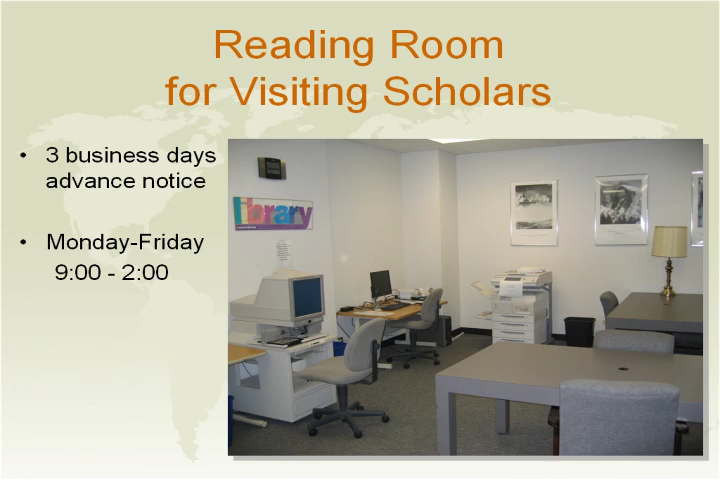 Reading Room
for Visiting Scholars
• 3 business days
advance notice
• Monday-Friday
9:00 - 2:00
library